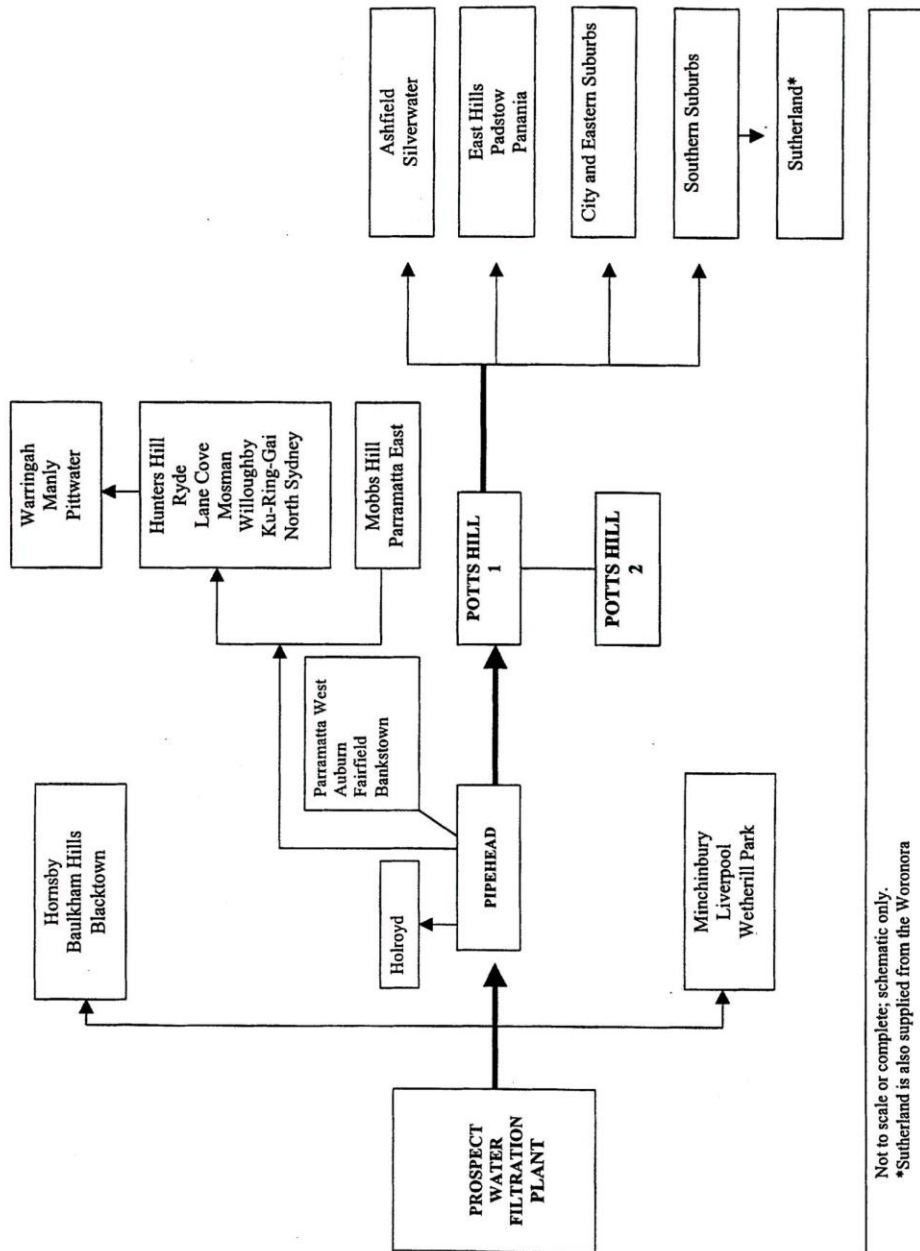 Ashfield
Silverwater
East Hills
Padstow
Panania
City and Eastern Suburbs
Southern Suburbs
Sutherland*
Warringah
Manly
Pittwater
Hunters Hill
Ryde
Lane Cove
Mosman
Willoughby
Ku-Ring-Gai
North Sydney
Mobbs Hill
Parramatta East
POTTS HILL
1
POTTS HILL
2
Parramatta West
Auburn
Fairfield
Bankstown
Hornsby
Baulkham Hills
Blacktown
Holroyd
PIPEHEAD
Minchinbury
Liverpool
Wetherill Park
PROSPECT
WATER
FILTRATION
PLANT
Not to scale or complete; schematic only.
*Sutherland is also supplied from the Woronora